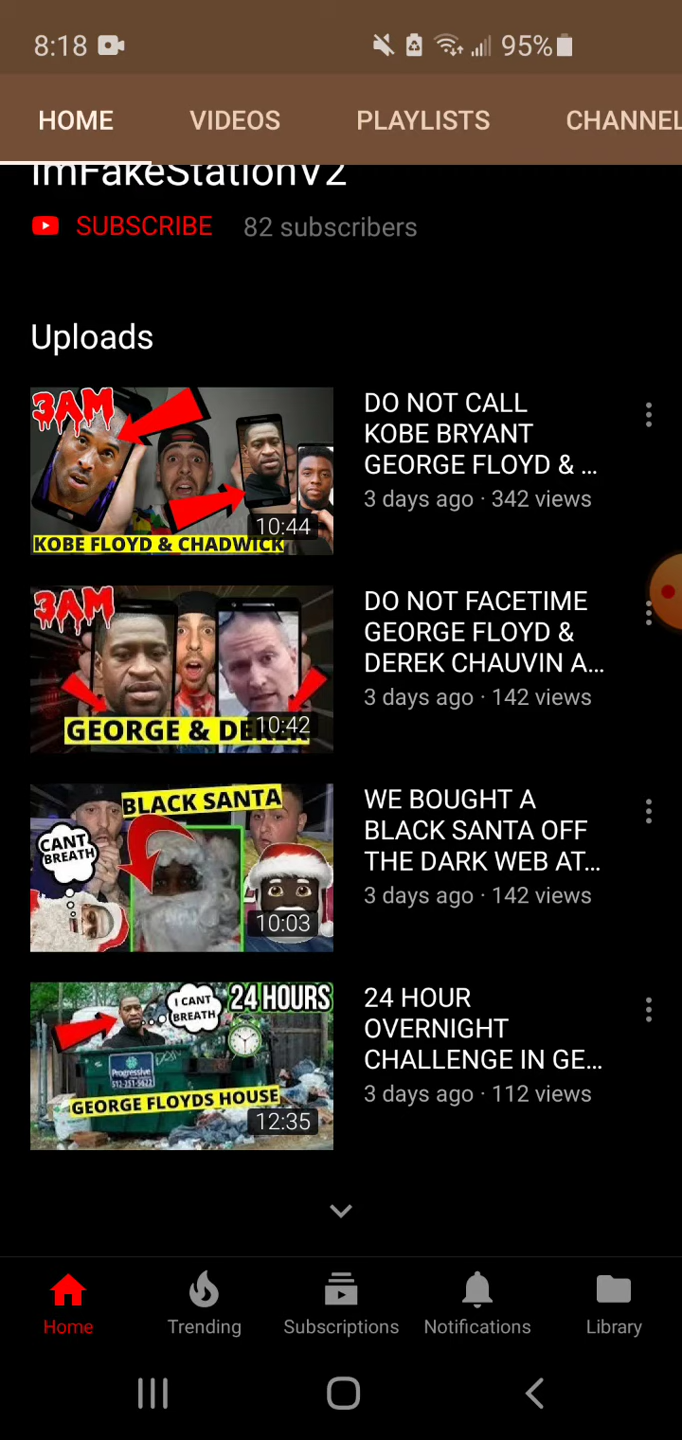 8:18 95%
HOME VIDEOS PLAYLISTS CHANNEL
ImFakeStationV2
SUBSCRIBE 82 subscribers
Uploads
3AM
10:44
KOBE FLOYD & CHADWICK
DO NOT CALL
KOBE BRYANT
GEORGE FLOYD & ...
3 days ago · 342 views
3AM
10:42
GEORGE &
DO NOT FACETIME
GEORGE FLOYD &
DEREK CHAUVIN A...
3 days ago · 142 views
BLACK SANTA
CANT
BREATH
10:03
WE BOUGHT A
BLACK SANTA OFF
THE DARK WEB AT...
3 days ago · 142 views
24 HOURS
I CANT
BREATH
Progressive
512-251-5622
GEORGE FLOYDS HOUSE
12:35
24 HOUR
OVERNIGHT
CHALLENGE IN GE...
3 days ago · 112 views
Home Trending Subscriptions Notifications Library